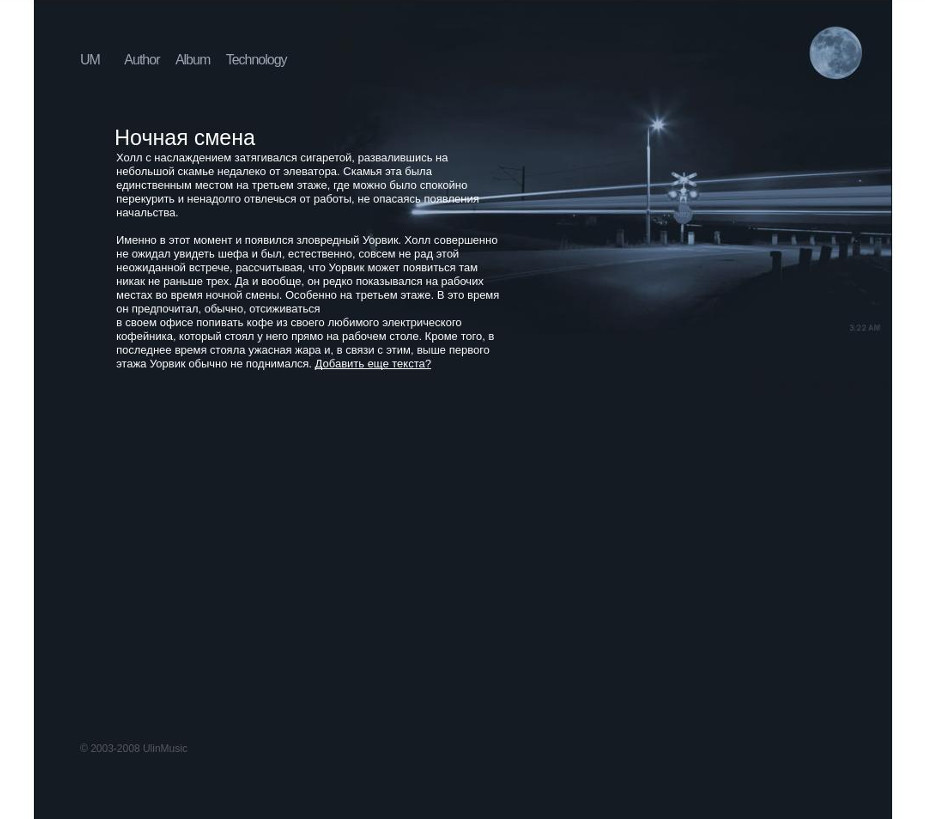 UM Author Album Technology
Ночная смена
Холл с наслаждением затягивался сигаретой, развалившись на
небольшой скамье недалеко от элеватора. Скамья эта была
единственным местом на третьем этаже, где можно было спокойно
перекурить и ненадолго отвлечься от работы, не опасаясь появления
начальства.
Именно в этот момент и появился зловредный Уорвик. Холл совершенно
не ожидал увидеть шефа и был, естественно, совсем не рад этой
неожиданной встрече, рассчитывая, что Уорвик может появиться там
никак не раньше трех. Да и вообще, он редко показывался на рабочих
местах во время ночной смены. Особенно на третьем этаже. В это время
он предпочитал, обычно, отсиживаться
в своем офисе попивать кофе из своего любимого электрического
кофейника, который стоял у него прямо на рабочем столе. Кроме того, в
последнее время стояла ужасная жара и, в связи с этим, выше первого
этажа Уорвик обычно не поднимался. Добавить еще текста?
3:22 AM
© 2003-2008 UlinMusic